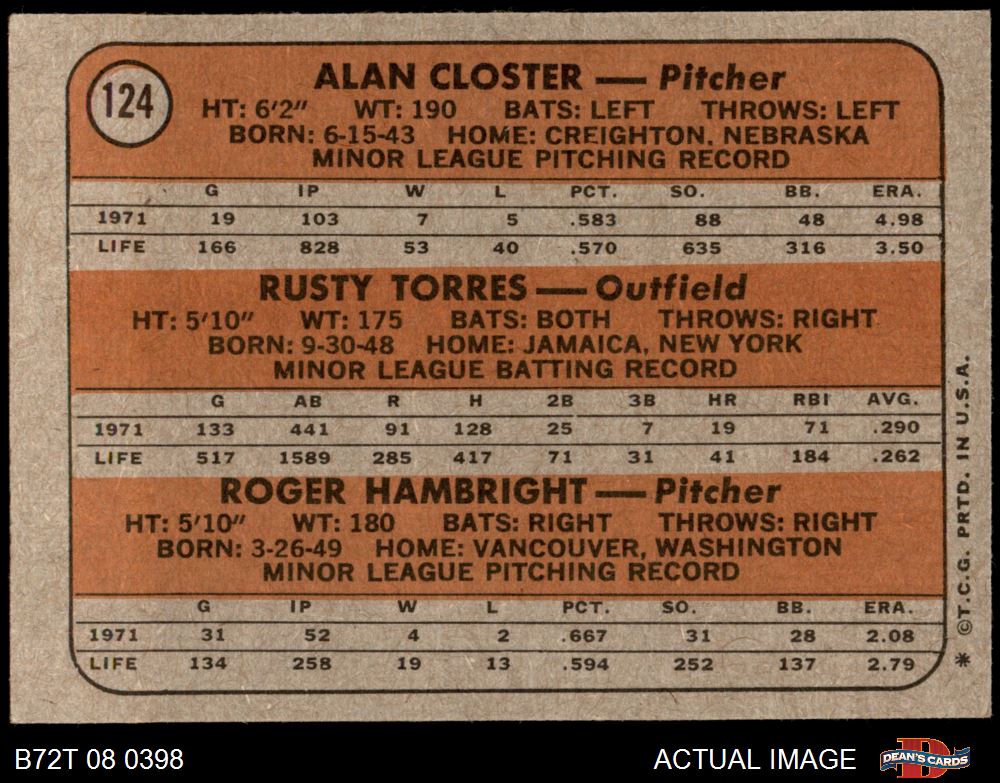 124
ALAN CLOSTER — Pitcher
HT: 6'2" WT: 190 BATS: LEFT THROWS: LEFT
BORN: 6-15-43 HOME: CREIGHTON, NEBRASKA
MINOR LEAGUE PITCHING RECORD
G IP W L PCT. SO. BB. ERA.
1971 19 103 7 5 .583 88 48 4.98
LIFE 166 828 53 40 .570 635 316 3.50
RUSTY TORRES — Outfield
HT: 5'10" WT: 175 BATS: BOTH THROWS: RIGHT
BORN: 9-30-48 HOME: JAMAICA, NEW YORK
MINOR LEAGUE BATTING RECORD
G AB R H 2B 3B HR RBI AVG.
1971 133 441 91 128 25 7 19 71 .290
LIFE 517 1589 285 417 71 31 41 184 .262
ROGER HAMBRIGHT — Pitcher
HT: 5'10" WT: 180 BATS: RIGHT THROWS: RIGHT
BORN: 3-26-49 HOME: VANCOUVER, WASHINGTON
MINOR LEAGUE PITCHING RECORD
G IP W L PCT. SO. BB. ERA.
1971 31 52 4 2 .667 31 28 2.08
LIFE 134 258 19 13 .594 252 137 2.79
* ©T.C.G. PRTD. IN U.S.A.
B72T 08 0398 ACTUAL IMAGE
DEAN'S CARDS